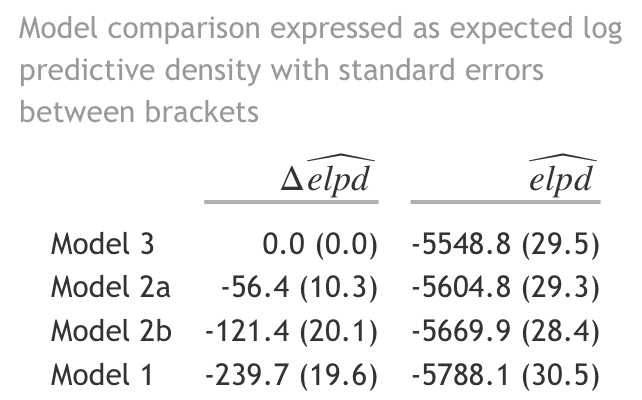 Model comparison expressed as expected log
predictive density with standard errors
between brackets
Δ\widehat{elpd} \widehat{elpd}
Model 3 0.0 (0.0) -5548.8 (29.5)
Model 2a -56.4 (10.3) -5604.8 (29.3)
Model 2b -121.4 (20.1) -5669.9 (28.4)
Model 1 -239.7 (19.6) -5788.1 (30.5)